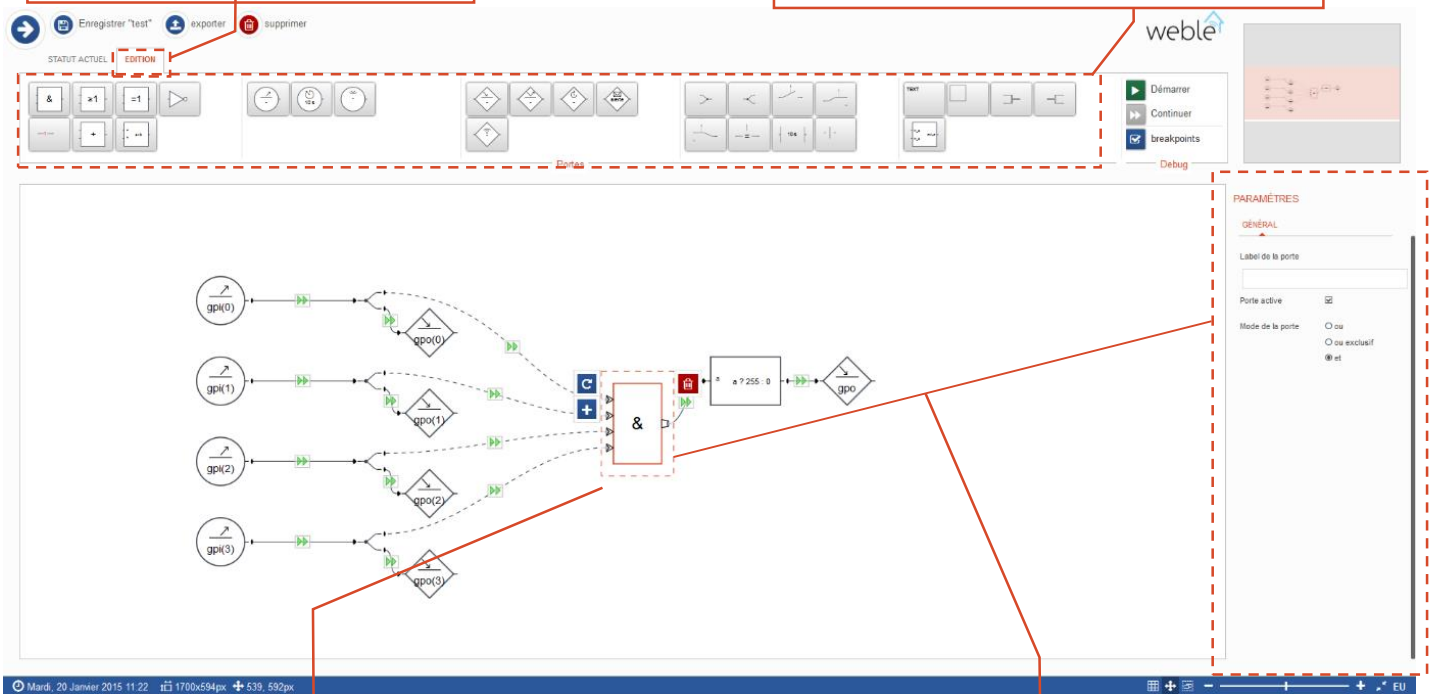 Enregistrer "test" exporter supprimer
weble
STATUT ACTUEL EDITION
& ≥1 =1
+
10 s
TEXT
10s
Portes
Démarrer
Continuer
breakpoints
Debug
PARAMÈTRES
GÉNÉRAL
Label de la porte
Porte active
Mode de la porte
ou
ou exclusif
et
gpi(0)
gpo(0)
gpi(1)
gpo(1)
gpi(2)
gpo(2)
gpi(3)
gpo(3)
&
a a ? 255 : 0
gpo
Mardi, 20 Janvier 2015 11:22 1700x594px 539, 592px
EU